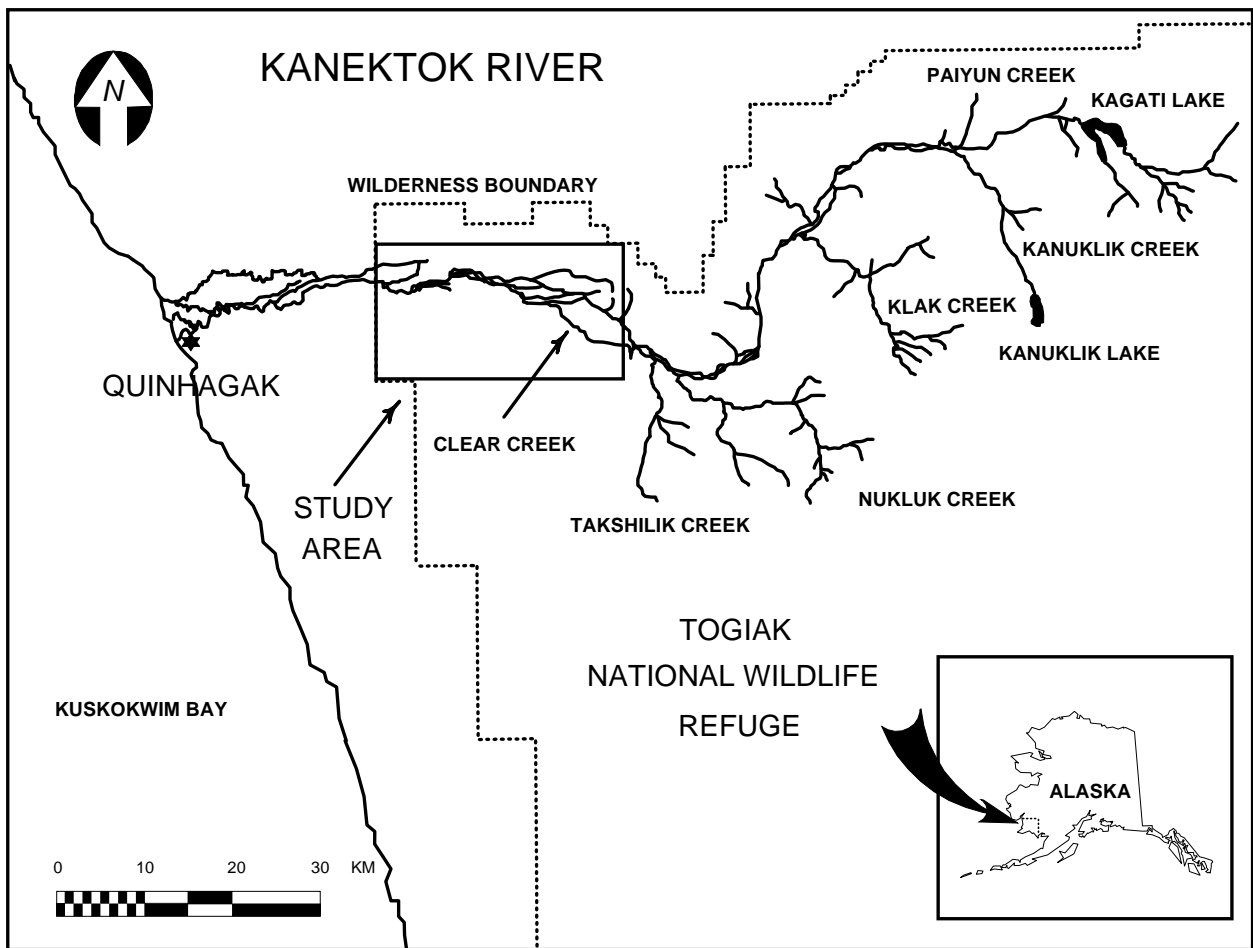 KANEKTOK RIVER
N
PAIYUN CREEK
KAGATI LAKE
WILDERNESS BOUNDARY
KANUKLIK CREEK
KLAK CREEK
KANUKLIK LAKE
QUINHAGAK
CLEAR CREEK
STUDY
AREA
NUKLUK CREEK
TAKSHILIK CREEK
TOGIAK
NATIONAL WILDLIFE
REFUGE
KUSKOKWIM BAY
ALASKA
0 10 20 30 KM